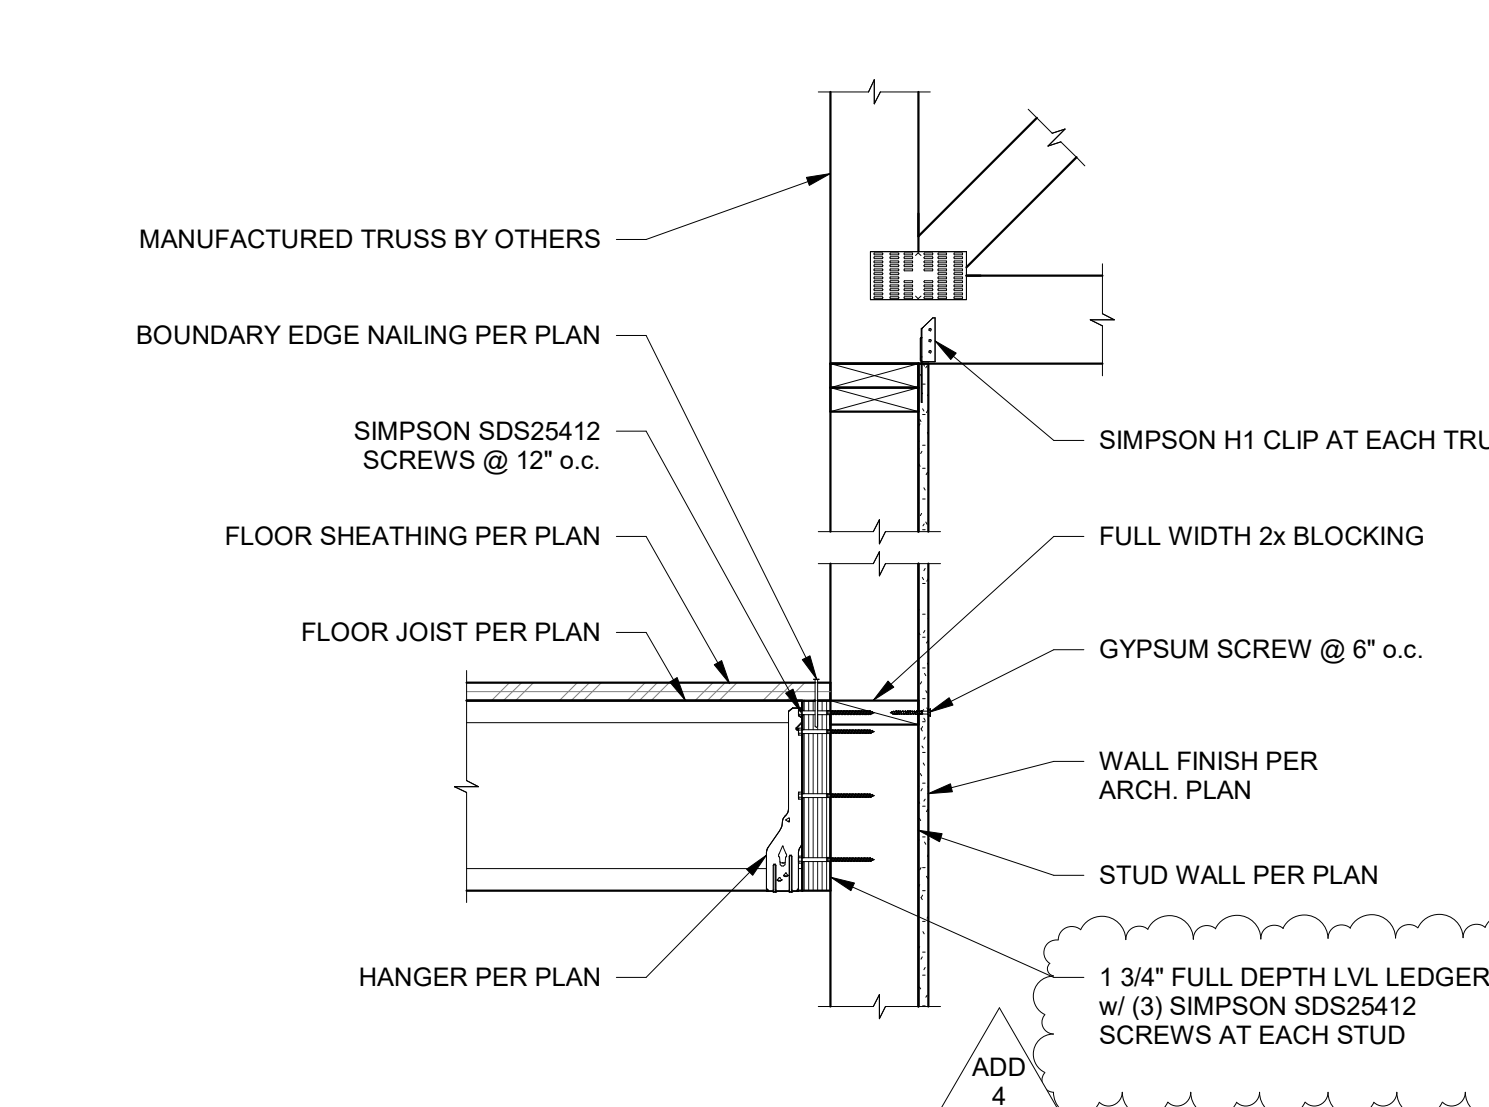 MANUFACTURED TRUSS BY OTHERS
BOUNDARY EDGE NAILING PER PLAN
SIMPSON SDS25412
SCREWS @ 12" o.c.
FLOOR SHEATHING PER PLAN
FLOOR JOIST PER PLAN
HANGER PER PLAN
SIMPSON H1 CLIP AT EACH TRU
FULL WIDTH 2x BLOCKING
GYPSUM SCREW @ 6" o.c.
WALL FINISH PER
ARCH. PLAN
STUD WALL PER PLAN
1 3/4" FULL DEPTH LVL LEDGER
w/ (3) SIMPSON SDS25412
SCREWS AT EACH STUD
ADD
4